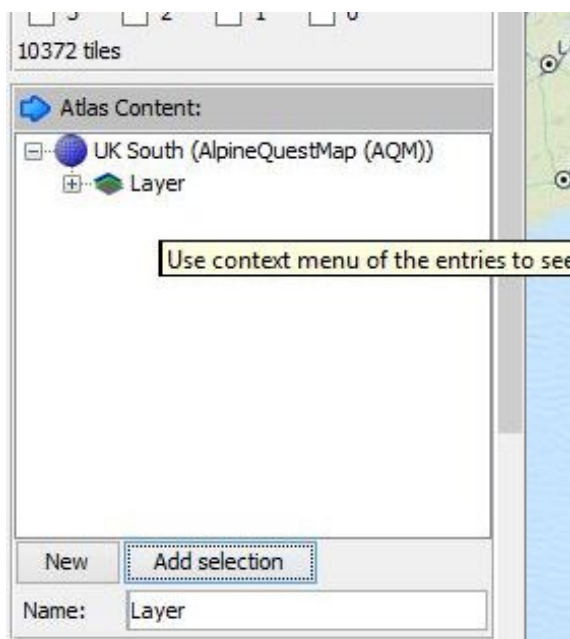 10372 tiles
Atlas Content:
UK South (AlpineQuestMap (AQM))
Layer
Use context menu of the entries to see
New
Add selection
Name:
Layer